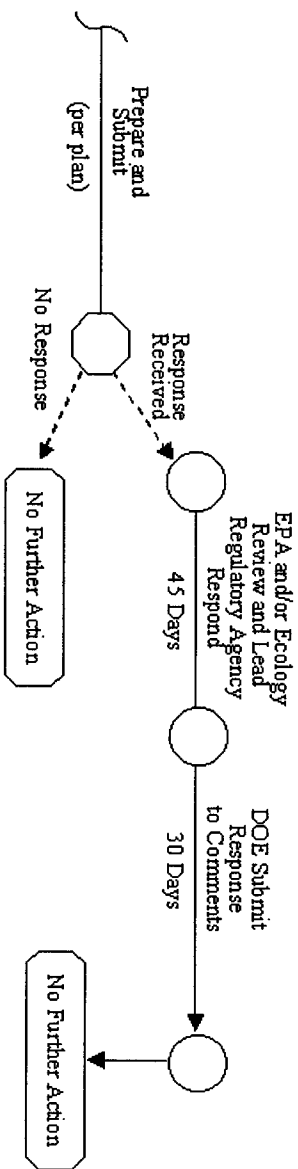 Prepare and
Submit
(per plan)
Response
Received
No Response
No Further Action
EPA and/or Ecology
Review and Lead
Regulatory Agency
Respond
45 Days
DOE Submit
Response
to Comments
30 Days
No Further Action